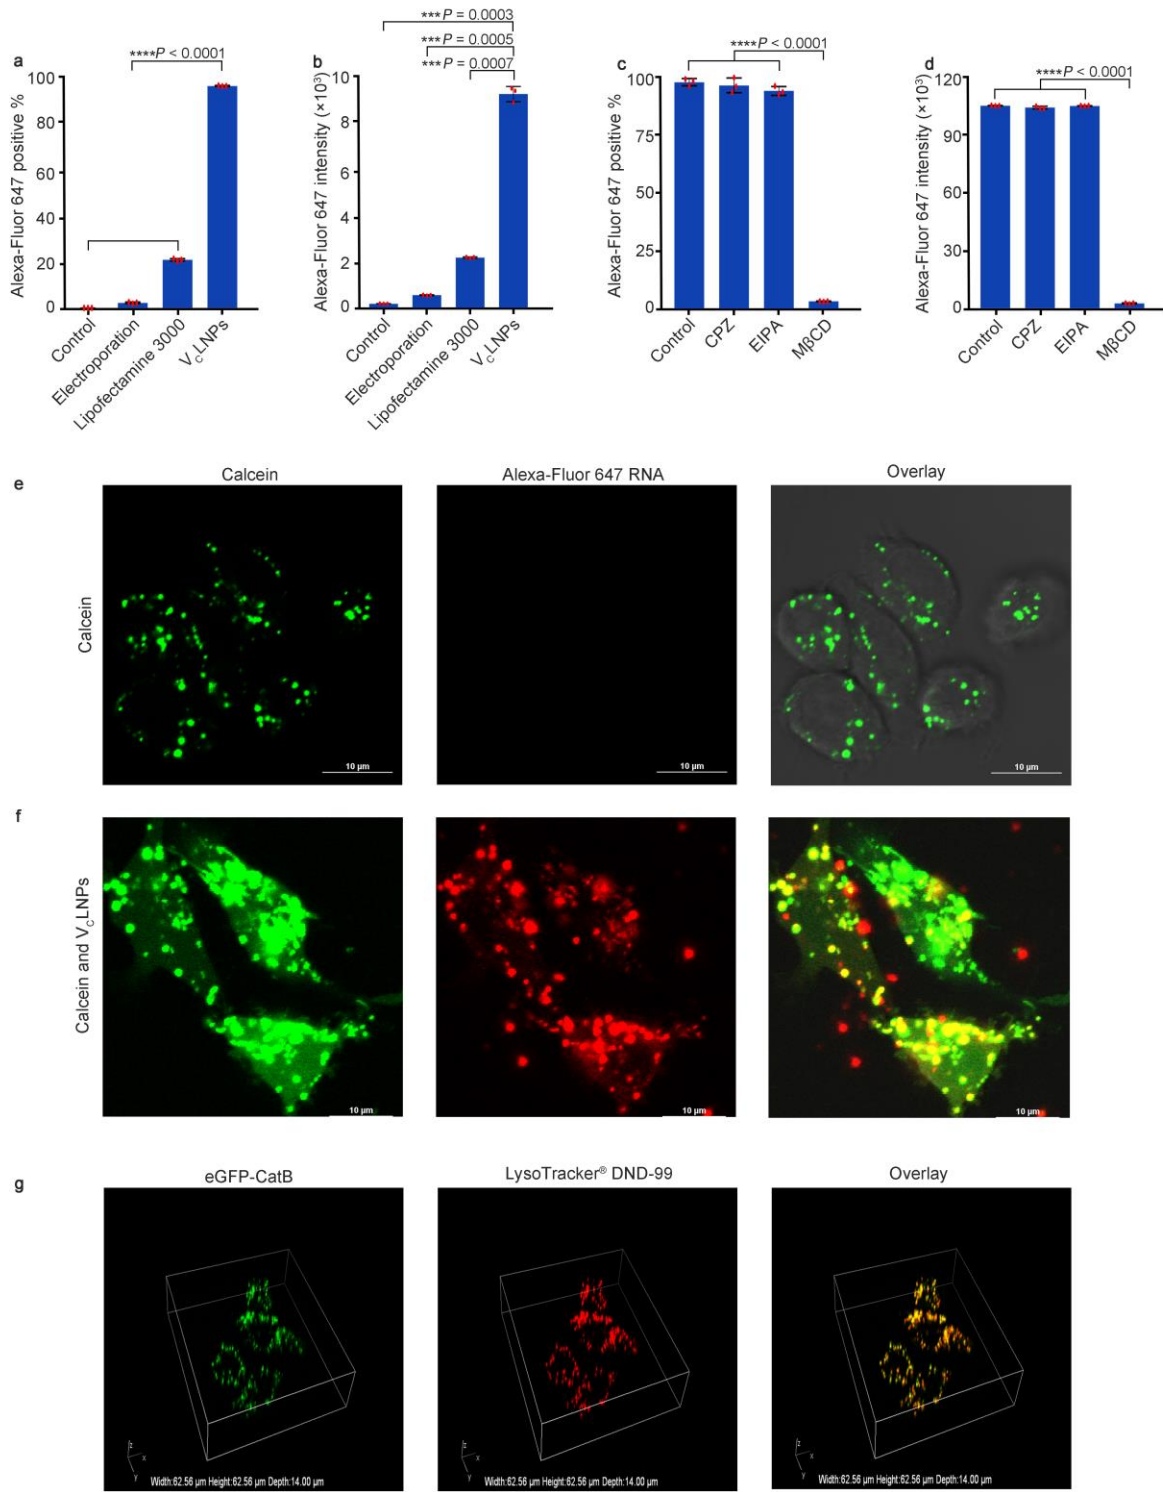 a
****P < 0.0001
Alexa-Fluor 647 positive %
100
80
60
40
20
0
Control
Electroporation
Lipofectamine 3000
VCLNPs
b
***P = 0.0003
***P = 0.0005
***P = 0.0007
Alexa-Fluor 647 intensity (×10³)
10
8
6
4
2
0
Control
Electroporation
Lipofectamine 3000
VCLNPs
c
****P < 0.0001
Alexa-Fluor 647 positive %
100
75
50
25
0
Control
CPZ
EIPA
MβCD
d
****P < 0.0001
Alexa-Fluor 647 intensity (×10³)
120
90
60
30
0
Control
CPZ
EIPA
MβCD
e
Calcein
Alexa-Fluor 647 RNA
Overlay
Calcein
10 µm
10 µm
10 µm
f
Calcein and VCLNPs
10 µm
10 µm
10 µm
g
eGFP-CatB
LysoTracker® DND-99
Overlay
z
x
y
Width:62.56 µm Height:62.56 µm Depth:14.00 µm
z
x
y
Width:62.56 µm Height:62.56 µm Depth:14.00 µm
z
x
y
Width:62.56 µm Height:62.56 µm Depth:14.00 µm